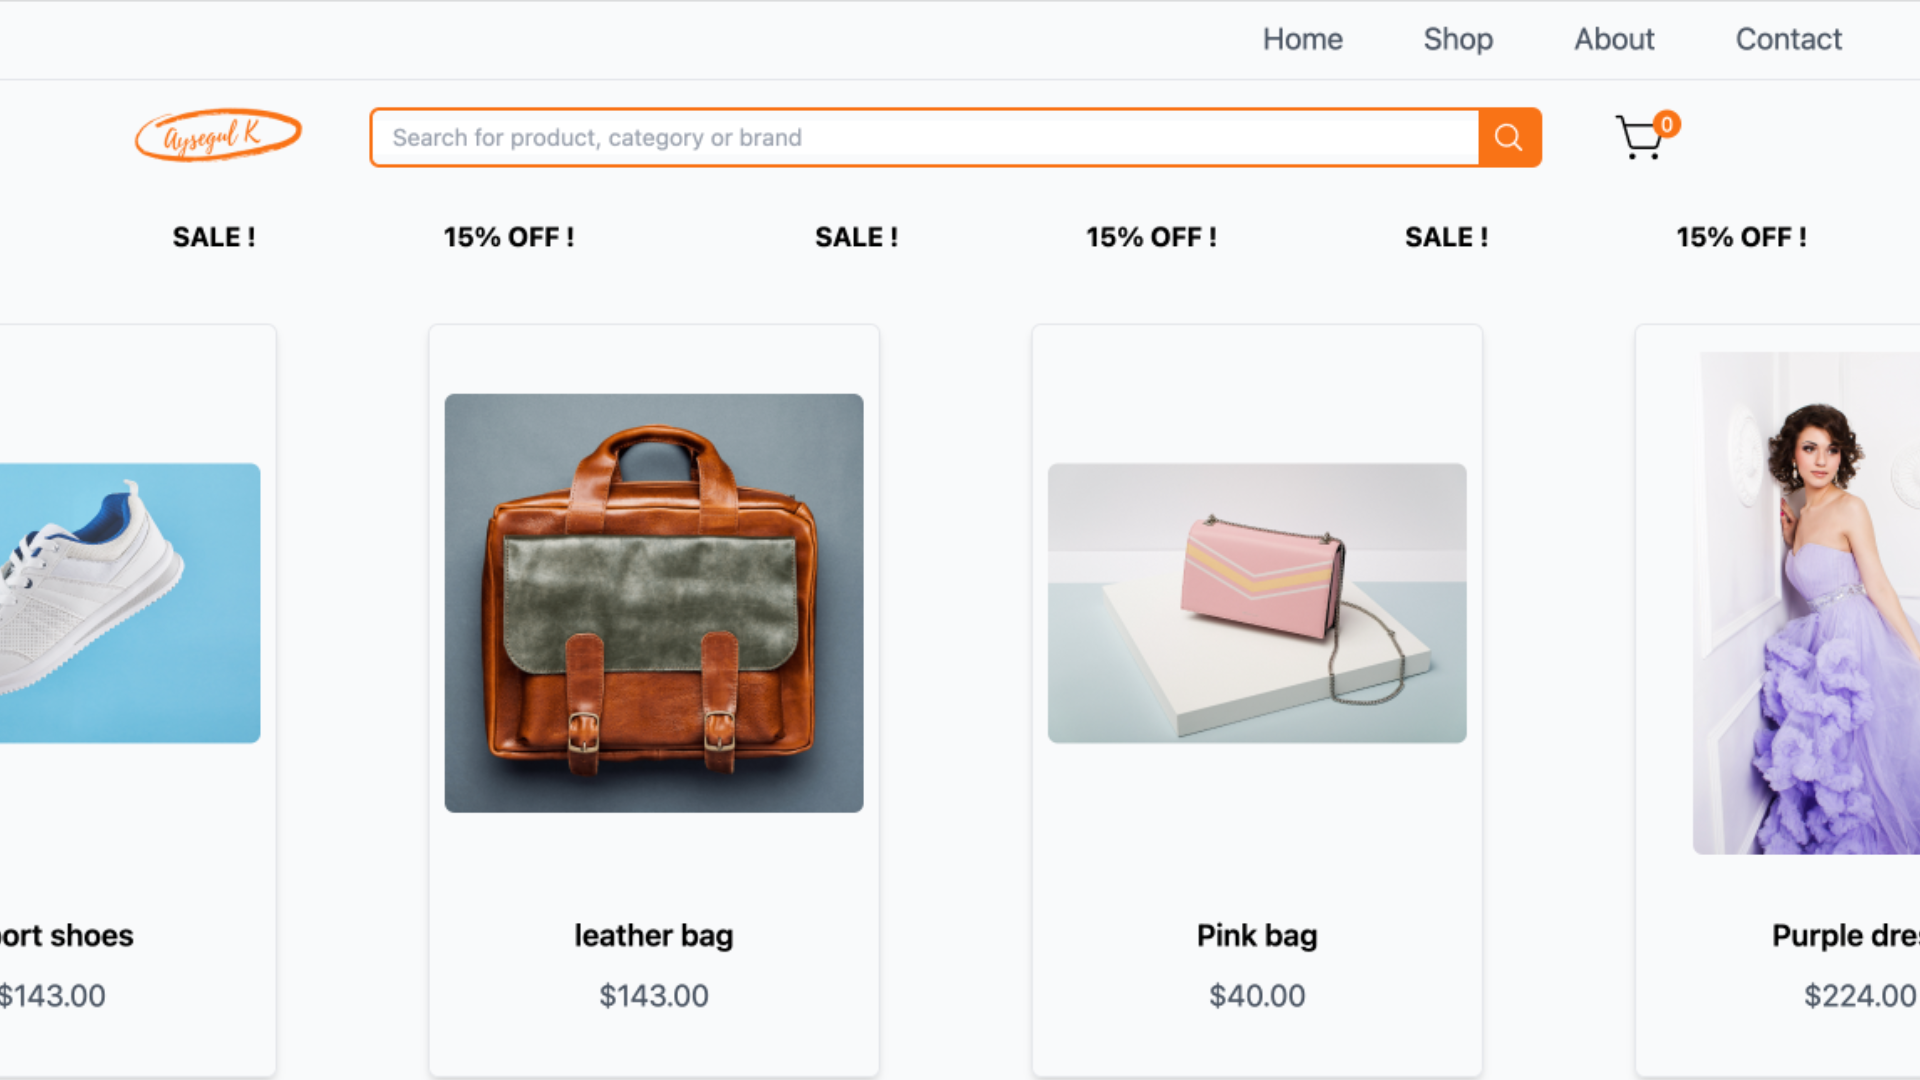 Home Shop About Contact
Aysegul K
Search for product, category or brand
0
SALE ! 15% OFF ! SALE ! 15% OFF ! SALE ! 15% OFF !
ort shoes
$143.00
leather bag
$143.00
Pink bag
$40.00
Purple dre
$224.00